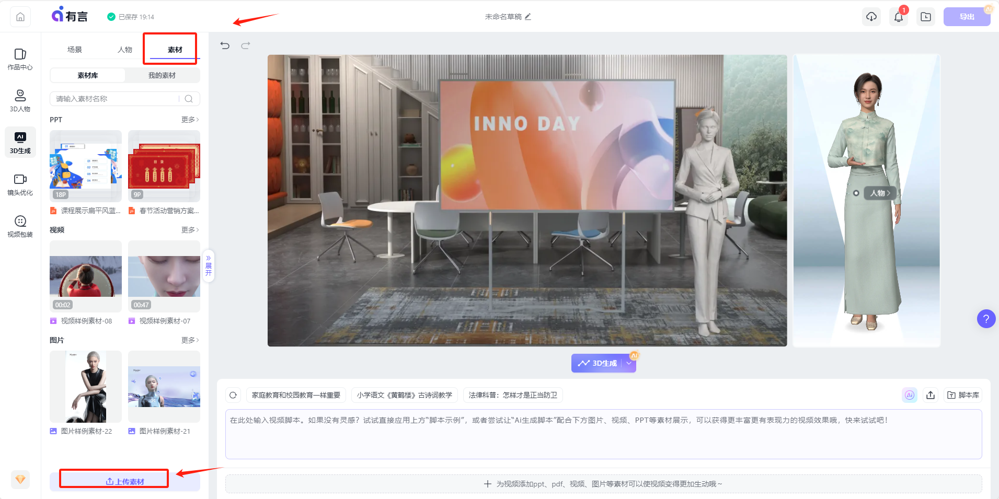 有言
已保存 19:14
未命名草稿
1
导出
Ai
作品中心
3D人物
AI
3D生成
镜头优化
视频包装
场景
人物
素材
素材库
我的素材
请输入素材名称
PPT
更多
18P
目录
9P
课程展示扁平风蓝...
春节活动营销方案...
视频
更多
00:02
00:47
视频样例素材-08
视频样例素材-07
图片
更多
图片样例素材-22
图片样例素材-21
上传素材
展开
INNO DAY
人物
3D生成
Ai
?
家庭教育和校园教育一样重要
小学语文《黄鹤楼》古诗词教学
法律科普：怎样才是正当防卫
Ai
脚本库
在此处输入视频脚本。如果没有灵感？试试直接应用上方“脚本示例”，或者尝试让“Ai生成脚本”配合下方图片、视频、PPT等素材展示，可以获得更丰富更有表现力的视频效果哦，快来试试吧！
为视频添加ppt、pdf、视频、图片等素材可以使视频变得更加生动哦~